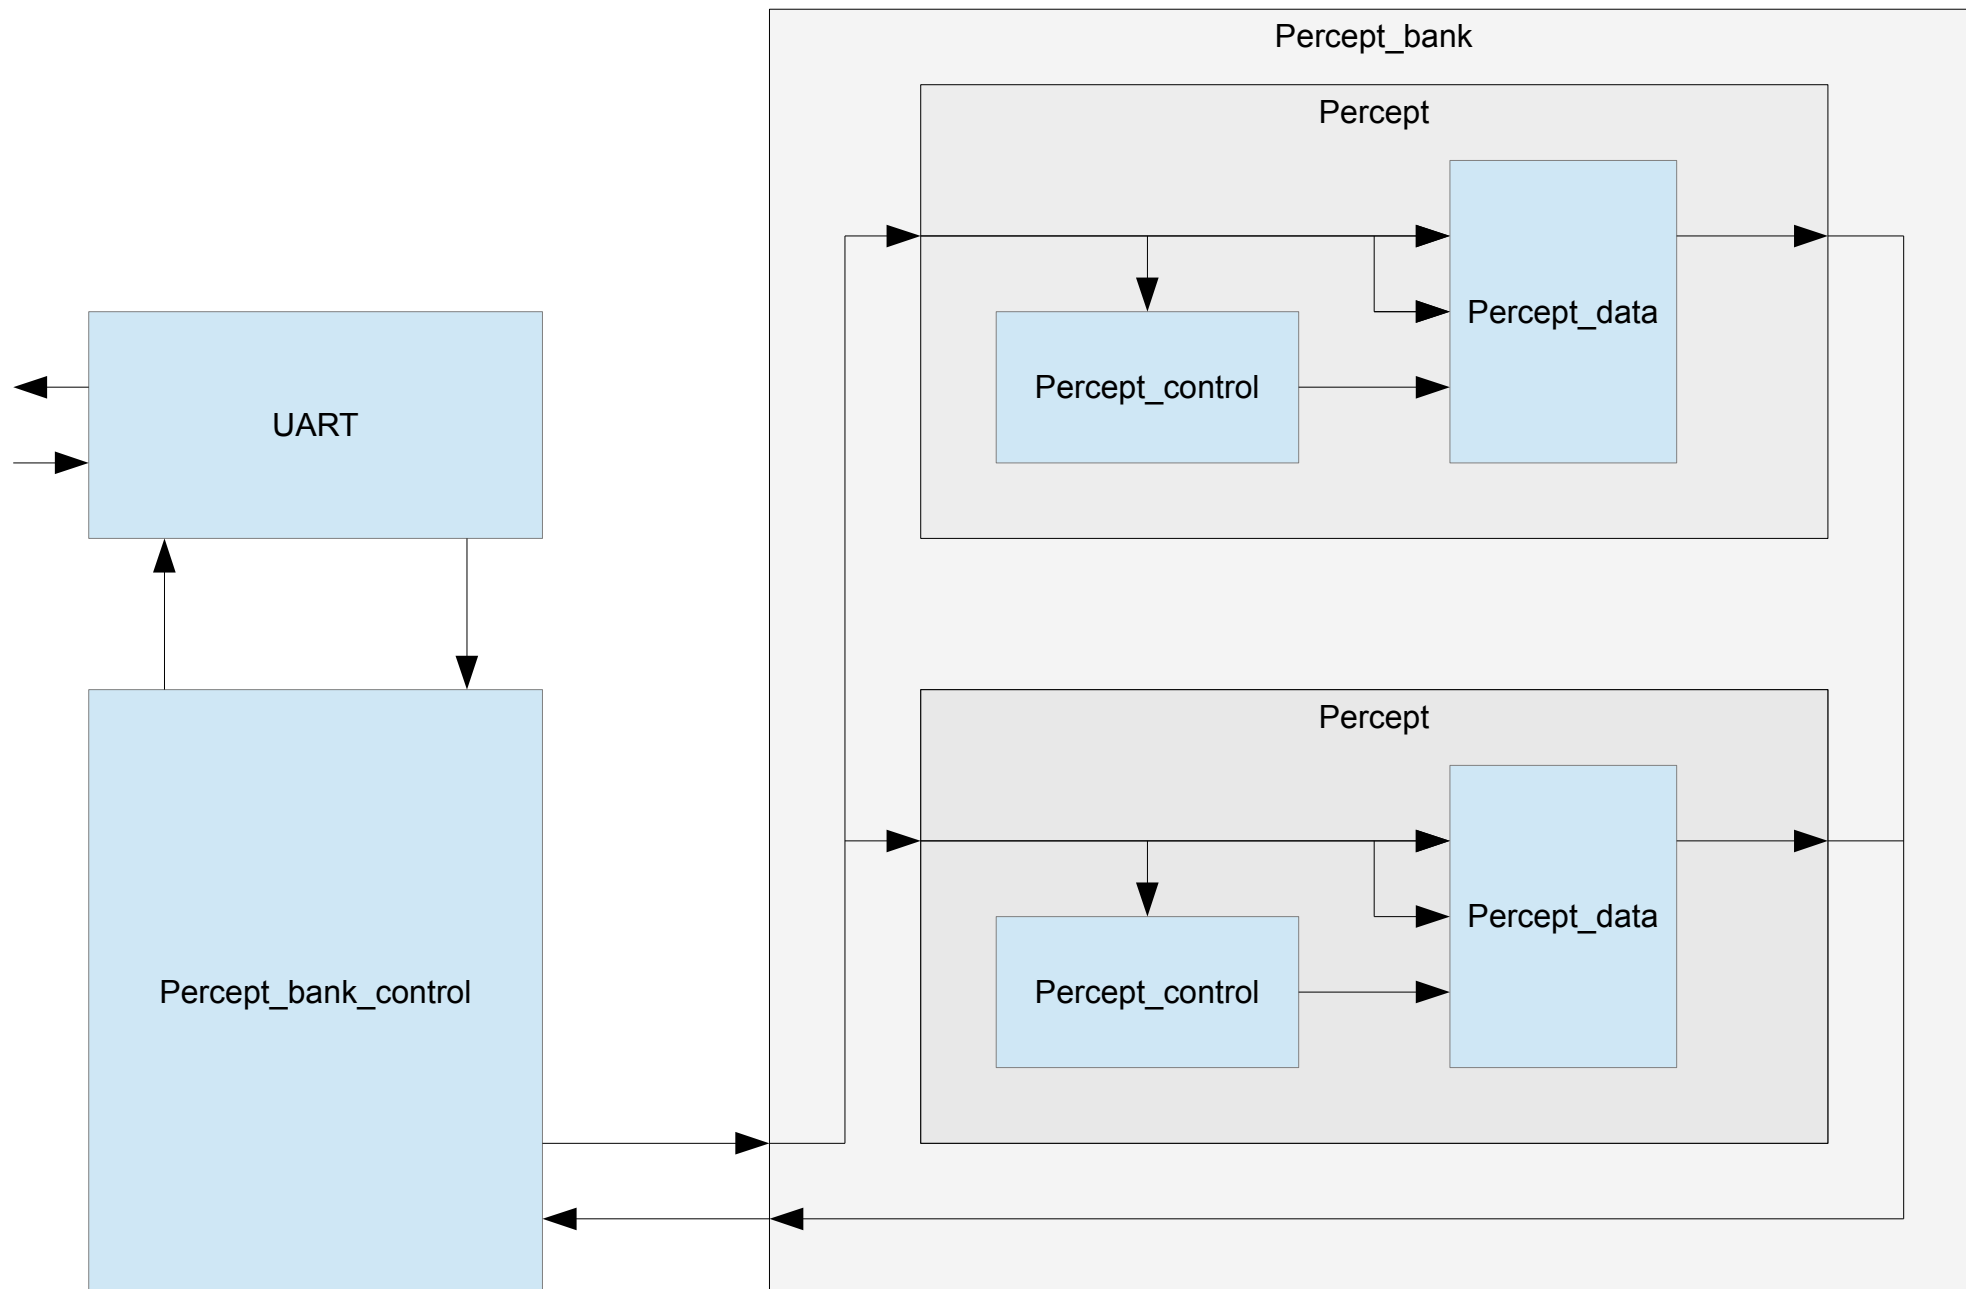 Percept_bank
Percept
Percept_data
Percept_control
UART
Percept
Percept_data
Percept_control
Percept_bank_control